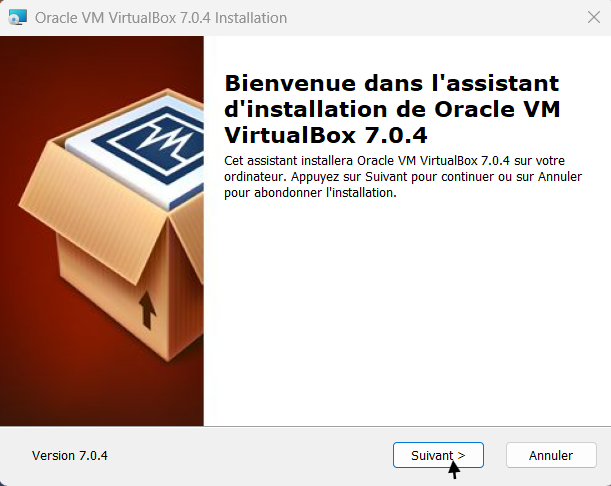 Oracle VM VirtualBox 7.0.4 Installation
Bienvenue dans l'assistant
d'installation de Oracle VM
VirtualBox 7.0.4
Cet assistant installera Oracle VM VirtualBox 7.0.4 sur votre
ordinateur. Appuyez sur Suivant pour continuer ou sur Annuler
pour abondonner l'installation.
Version 7.0.4
Suivant >
Annuler